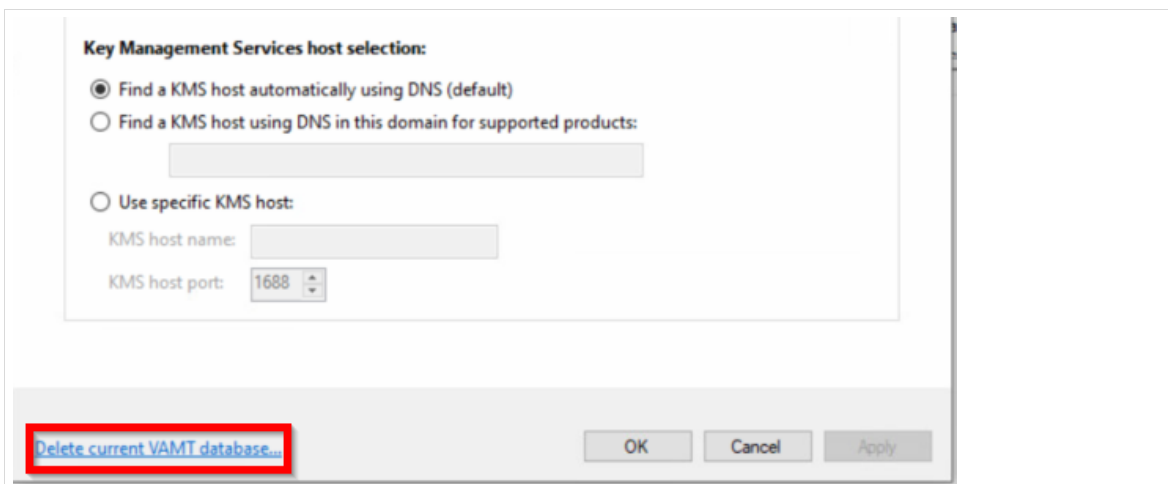 Key Management Services host selection:
Find a KMS host automatically using DNS (default)
Find a KMS host using DNS in this domain for supported products:
Use specific KMS host:
KMS host name:
KMS host port: 1688
Delete current VAMT database... OK Cancel Apply